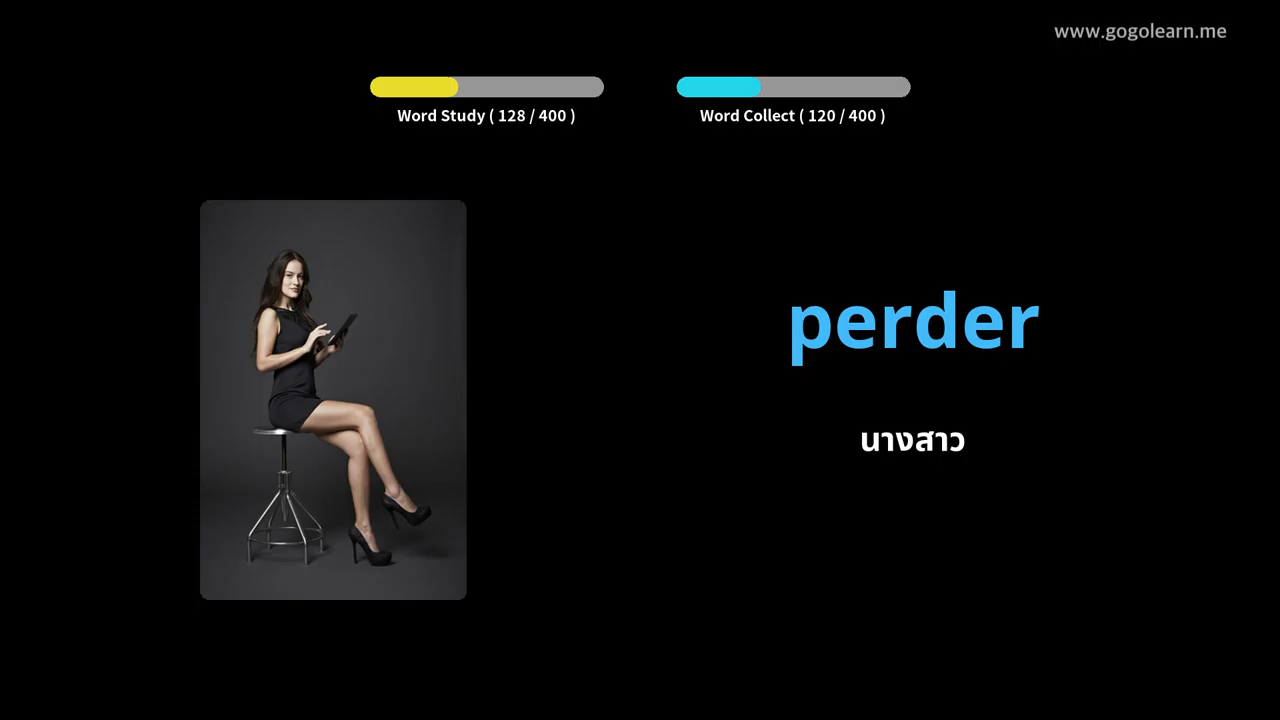 www.gogolearn.me
Word Study ( 128 / 400 )
Word Collect ( 120 / 400 )
perder
นางสาว